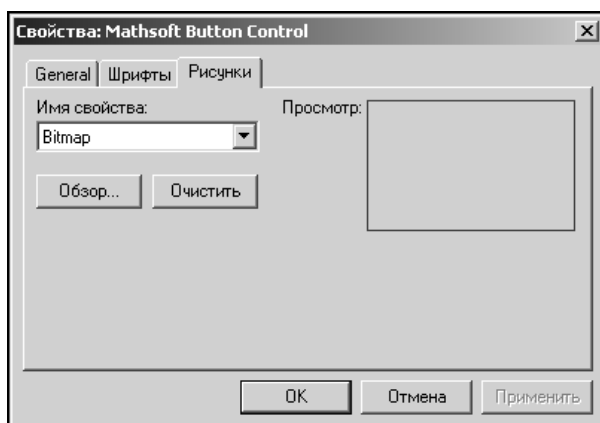 Свойства: Mathsoft Button Control
General Шрифты Рисунки
Имя свойства: Просмотр:
Bitmap
Обзор... Очистить
OK Отмена Применить